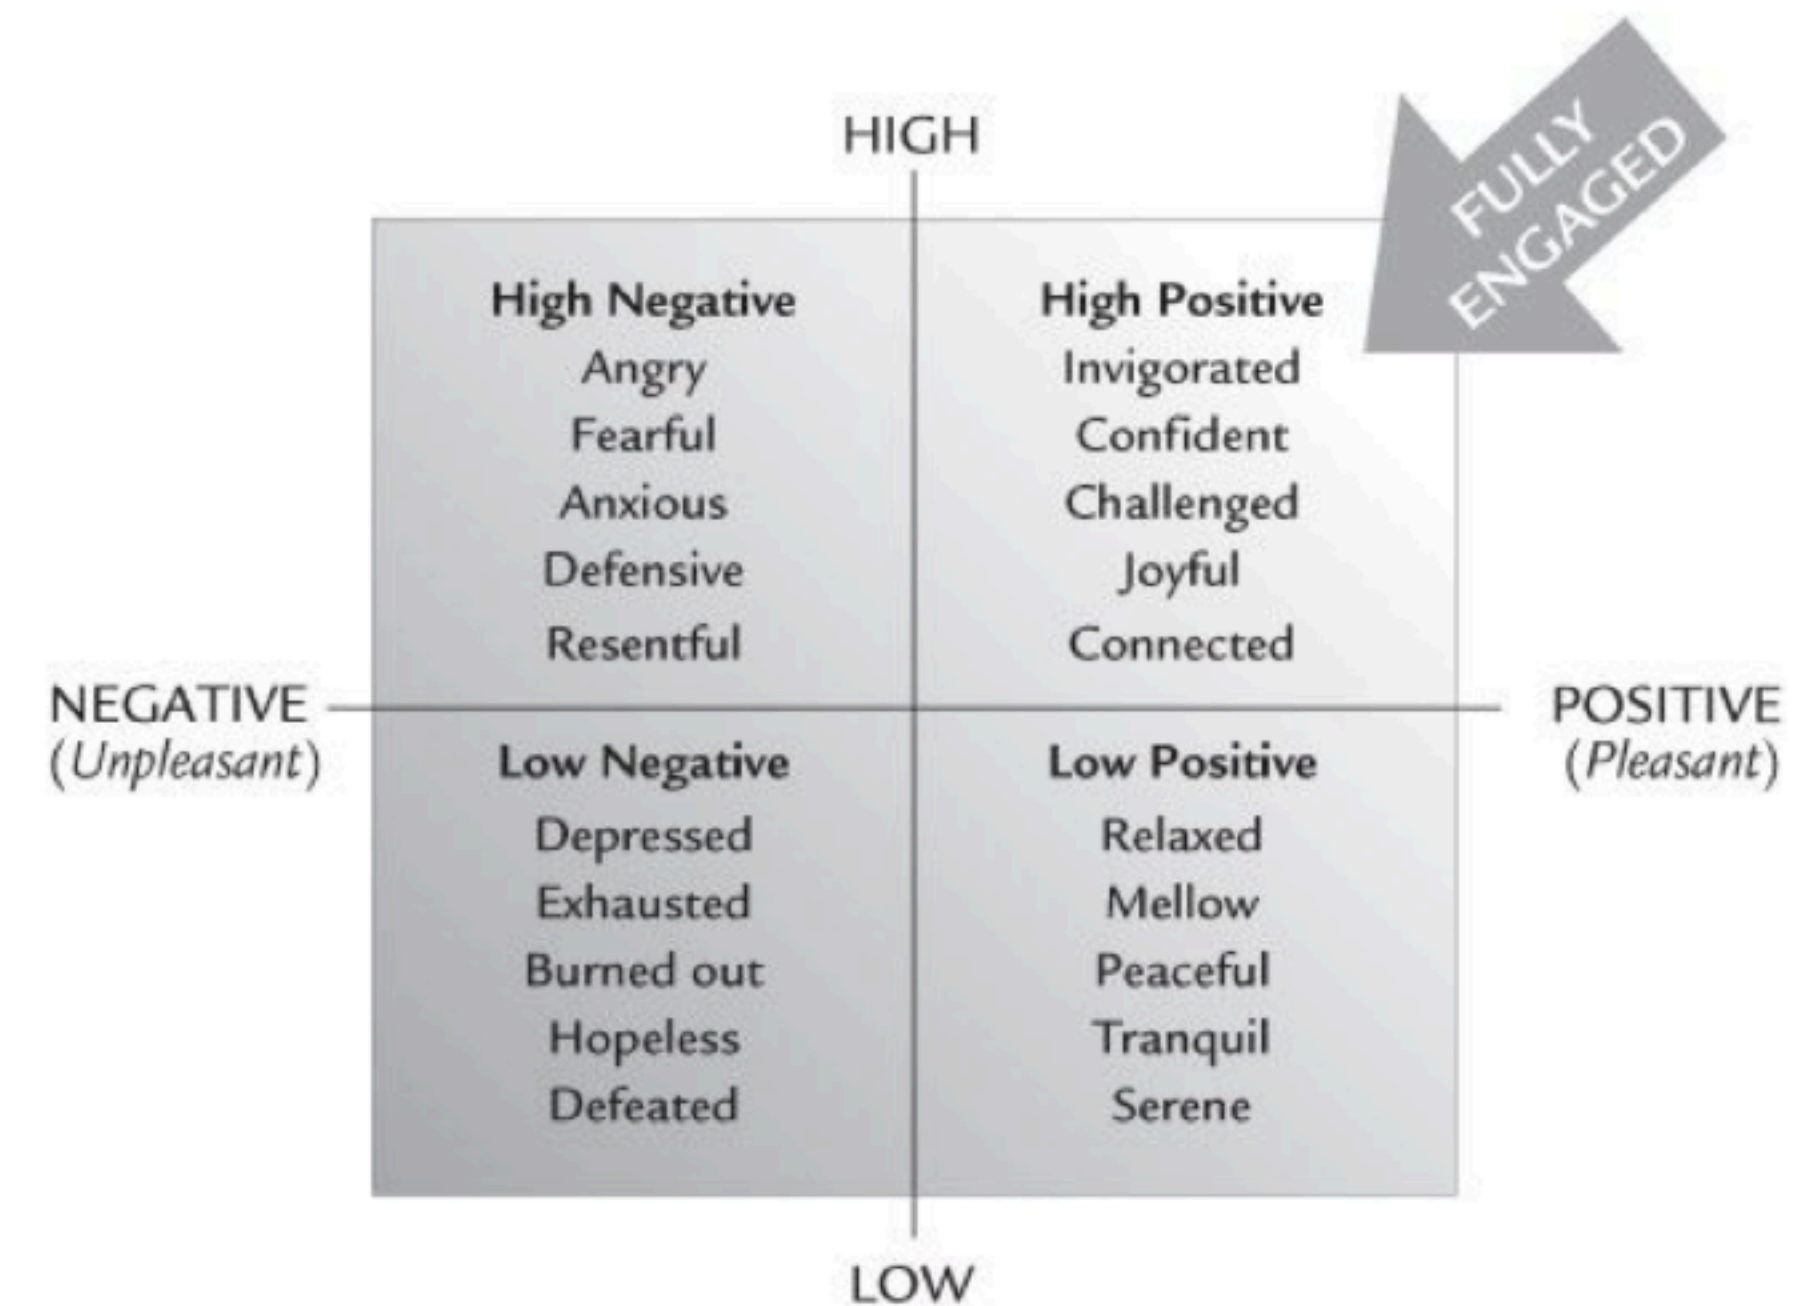 HIGH
FULLY
ENGAGED
High Negative
Angry
Fearful
Anxious
Defensive
Resentful
High Positive
Invigorated
Confident
Challenged
Joyful
Connected
NEGATIVE
(Unpleasant)
POSITIVE
(Pleasant)
Low Negative
Depressed
Exhausted
Burned out
Hopeless
Defeated
Low Positive
Relaxed
Mellow
Peaceful
Tranquil
Serene
LOW